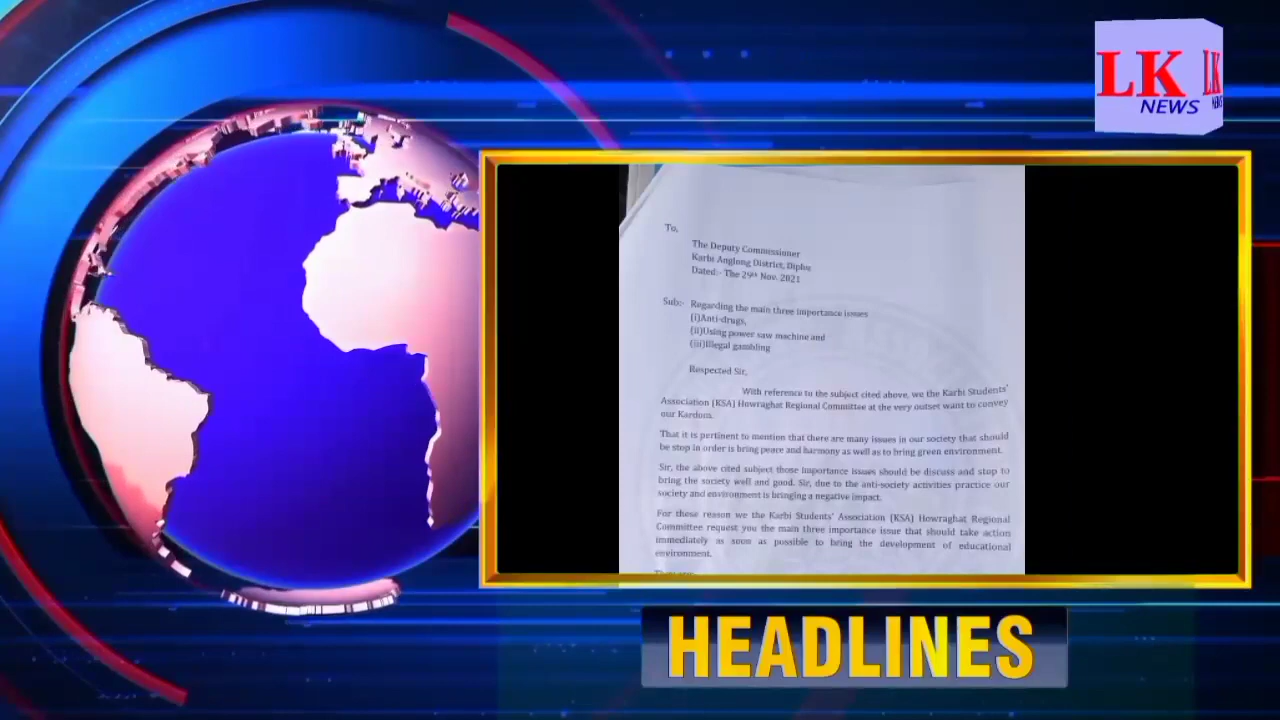 LK
NEWS
LK
NEWS
To,
The Deputy Commissioner
Karbi Anglong District, Diphu
Dated:- The 29th Nov. 2021
Sub:- Regarding the main three importance issues
(i)Anti-drugs,
(ii)Using power saw machine and
(iii)Illegal gambling
Respected Sir,
With reference to the subject cited above, we the Karbi Students'
Association (KSA) Howraghat Regional Committee at the very outset want to convey
our Kardom.
That it is pertinent to mention that there are many issues in our society that should
be stop in order is bring peace and harmony as well as to bring green environment.
Sir, the above cited subject those importance issues should be discuss and stop to
bring the society well and good. Sir, due to the anti-society activities practice our
society and environment is bringing a negative impact.
For these reason we the Karbi Students' Association (KSA) Howraghat Regional
Committee request you the main three importance issue that should take action
immediately as soon as possible to bring the development of educational
environment.
HEADLINES